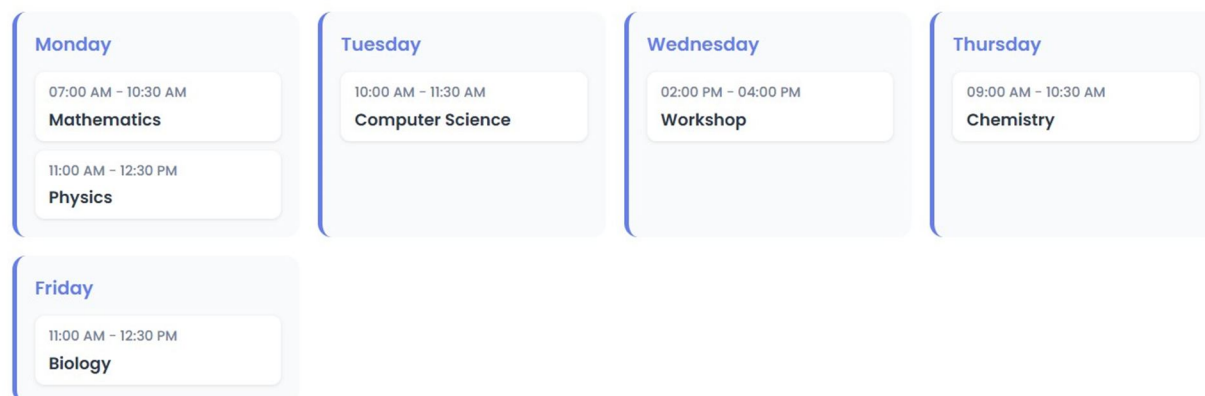 Monday
07:00 AM - 10:30 AM
Mathematics
11:00 AM - 12:30 PM
Physics
Tuesday
10:00 AM - 11:30 AM
Computer Science
Wednesday
02:00 PM - 04:00 PM
Workshop
Thursday
09:00 AM - 10:30 AM
Chemistry
Friday
11:00 AM - 12:30 PM
Biology